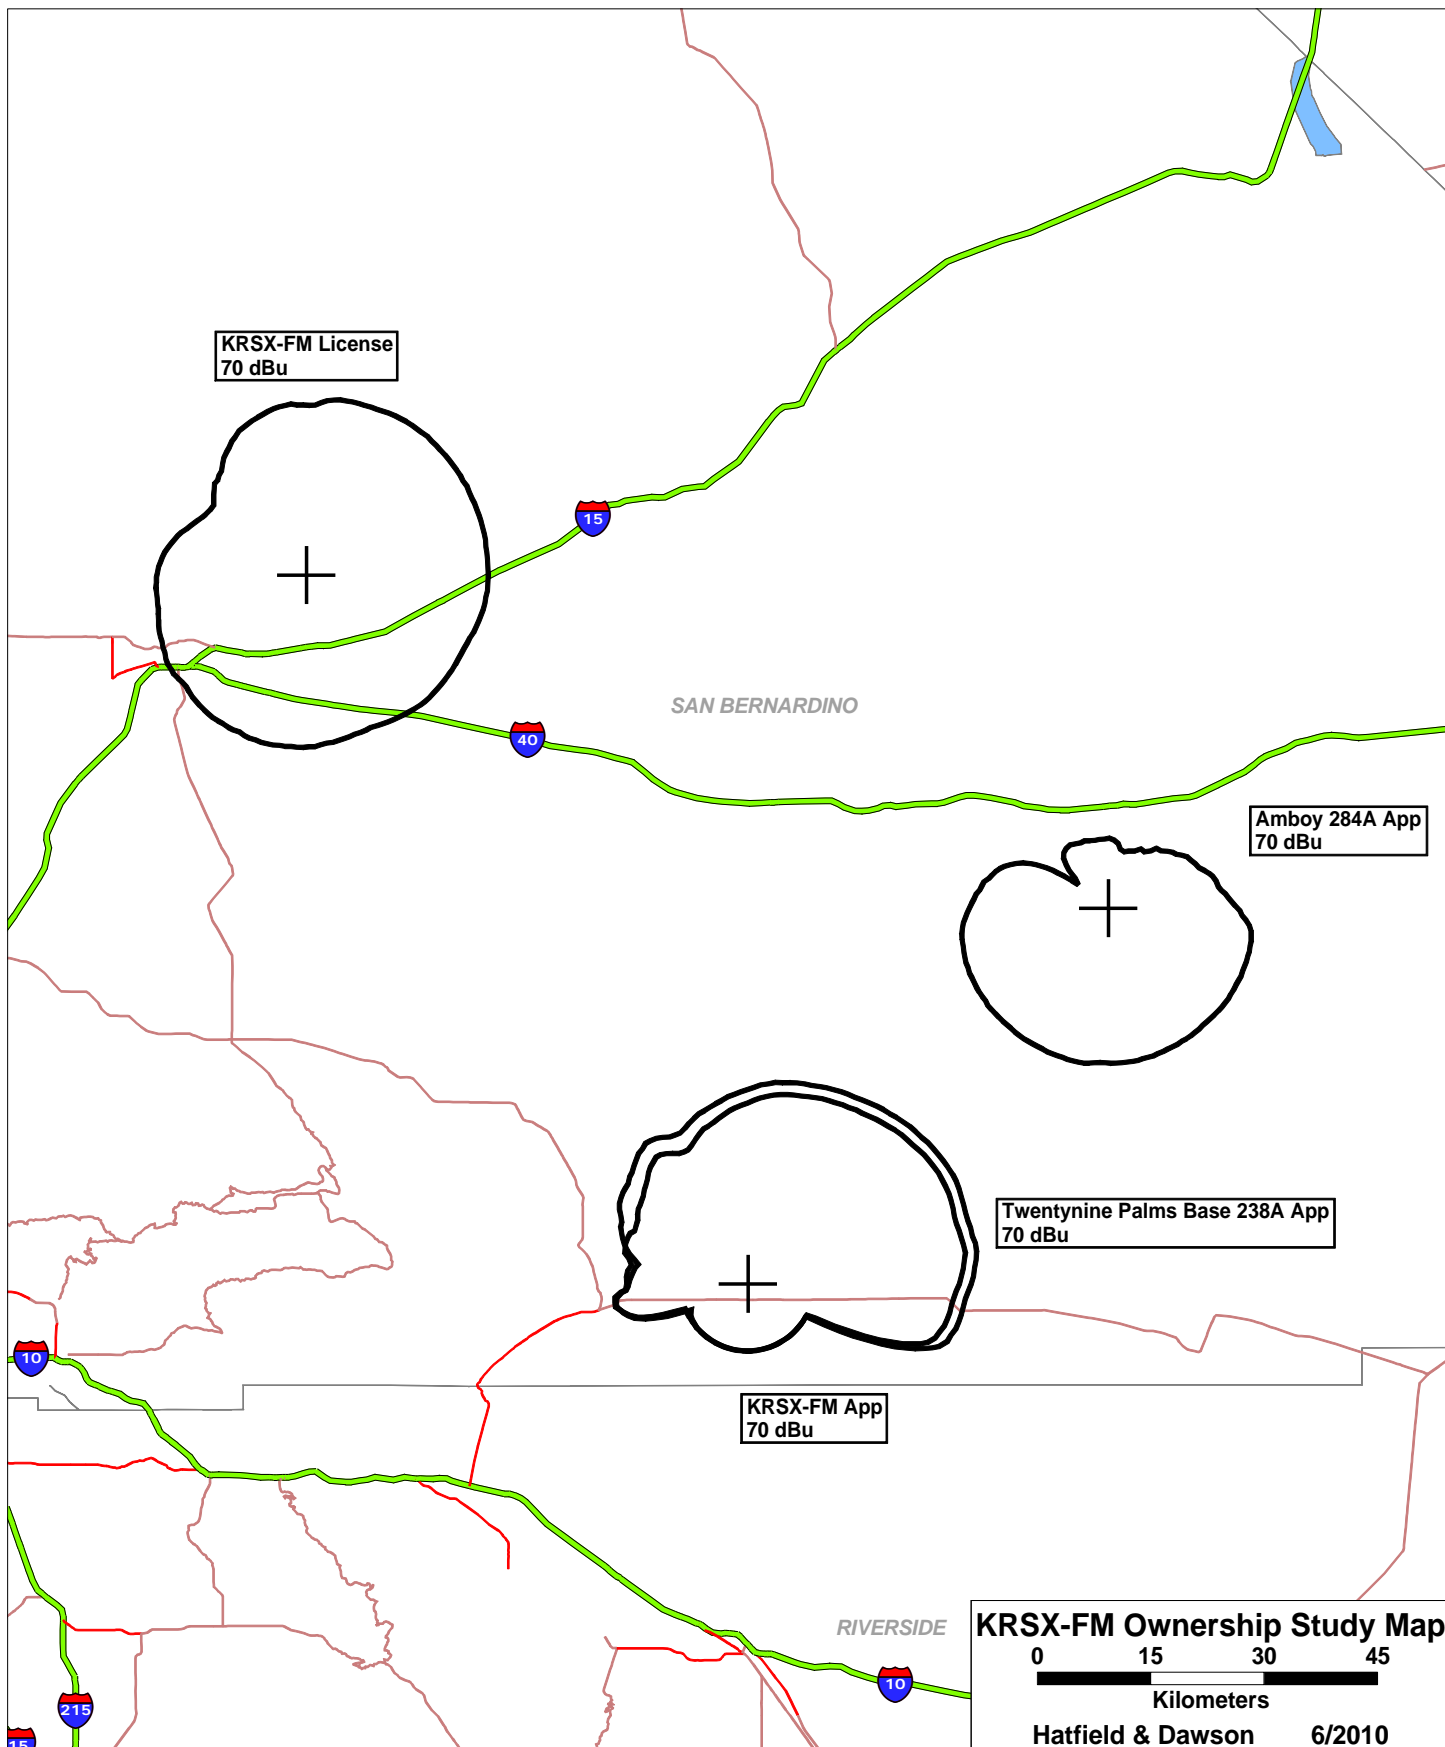 KRSX-FM License
70 dBu
15
SAN BERNARDINO
40
Amboy 284A App
70 dBu
Twentynine Palms Base 238A App
70 dBu
10
KRSX-FM App
70 dBu
RIVERSIDE
10
215
15
KRSX-FM Ownership Study Map
0 15 30 45
Kilometers
Hatfield & Dawson 6/2010